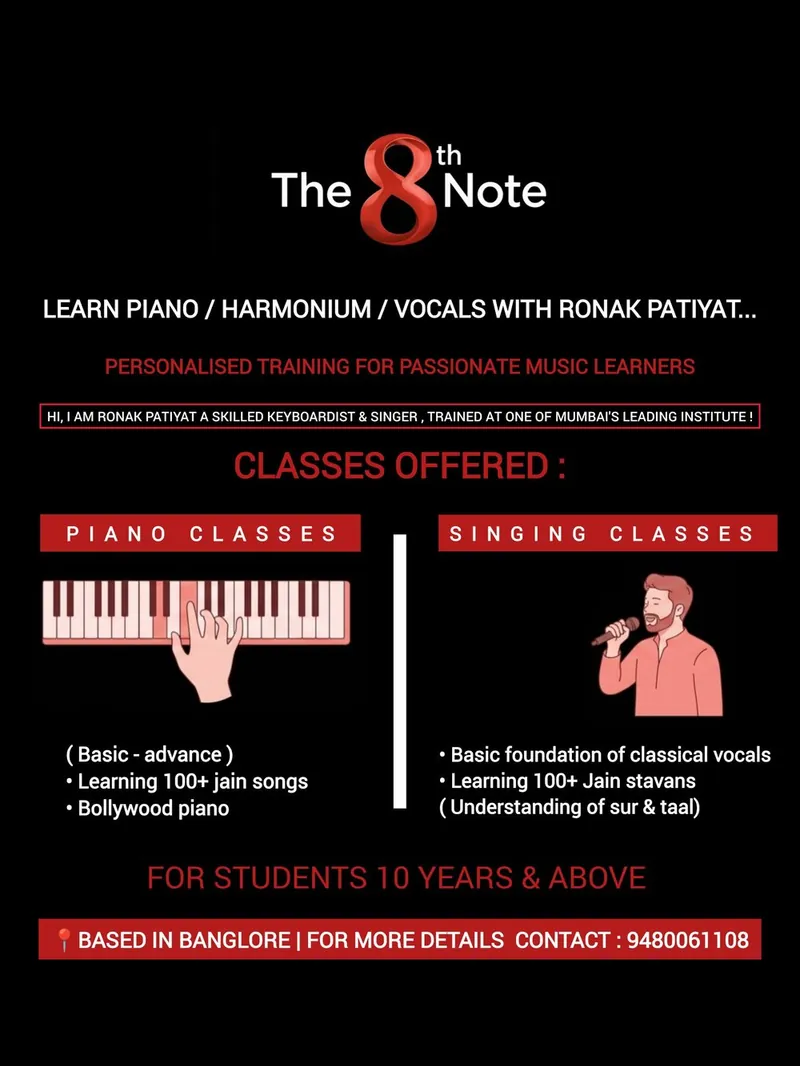 The 8th Note
LEARN PIANO / HARMONIUM / VOCALS WITH RONAK PATIYAT...
PERSONALISED TRAINING FOR PASSIONATE MUSIC LEARNERS
HI, I AM RONAK PATIYAT A SKILLED KEYBOARDIST & SINGER , TRAINED AT ONE OF MUMBAI'S LEADING INSTITUTE !
CLASSES OFFERED :
PIANO CLASSES
( Basic - advance )
• Learning 100+ jain songs
• Bollywood piano
SINGING CLASSES
• Basic foundation of classical vocals
• Learning 100+ Jain stavans
( Understanding of sur & taal)
FOR STUDENTS 10 YEARS & ABOVE
📍BASED IN BANGLORE | FOR MORE DETAILS CONTACT : 9480061108